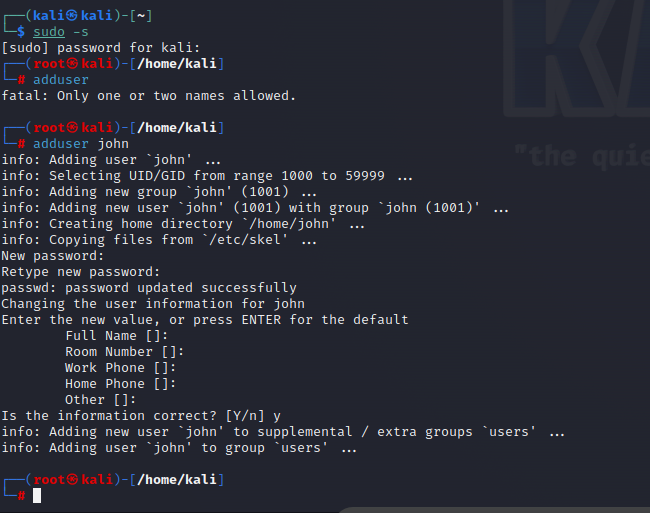 ┌──(kali㉿kali)-[~]
└─$ sudo -s
[sudo] password for kali:
┌──(root㉿kali)-[/home/kali]
└─# adduser
fatal: Only one or two names allowed.
┌──(root㉿kali)-[/home/kali]
└─# adduser john
info: Adding user `john' ...
info: Selecting UID/GID from range 1000 to 59999 ...
info: Adding new group `john' (1001) ...
info: Adding new user `john' (1001) with group `john (1001)' ...
info: Creating home directory `/home/john' ...
info: Copying files from `/etc/skel' ...
New password:
Retype new password:
passwd: password updated successfully
Changing the user information for john
Enter the new value, or press ENTER for the default
Full Name []:
Room Number []:
Work Phone []:
Home Phone []:
Other []:
Is the information correct? [Y/n] y
info: Adding new user `john' to supplemental / extra groups `users' ...
info: Adding user `john' to group `users' ...
┌──(root㉿kali)-[/home/kali]
└─#
"the quie